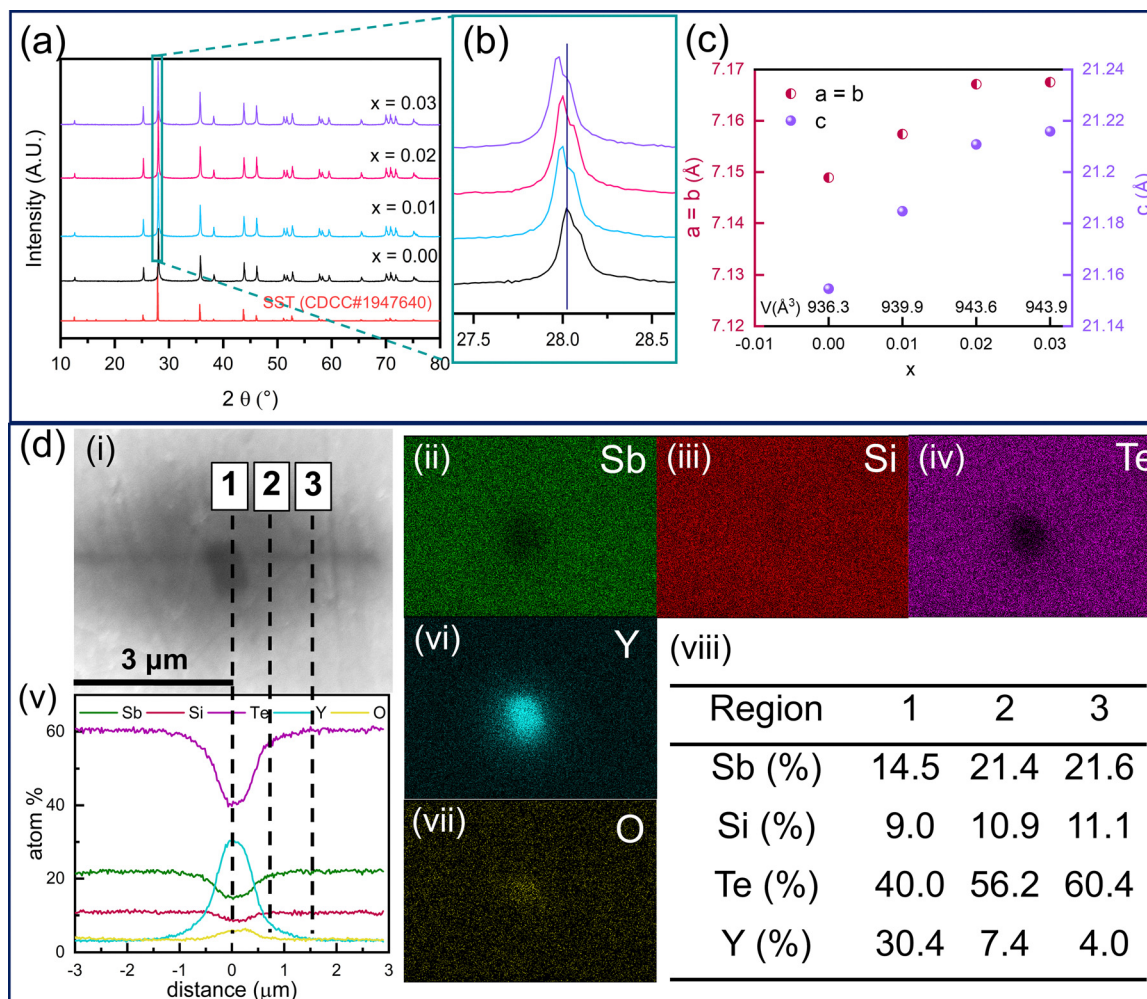 (a)
Intensity (A.U.)
x = 0.03
x = 0.02
x = 0.01
x = 0.00
SST (CDCC#1947640)
10 20 30 40 50 60 70 80
2 θ (°)
(b)
27.5 28.0 28.5
(c)
a = b
c
a = b (Å)
7.17
7.16
7.15
7.14
7.13
7.12
c (Å)
21.24
21.22
21.2
21.18
21.16
21.14
V(Å³) 936.3 939.9 943.6 943.9
-0.01 0.00 0.01 0.02 0.03
x
(d)
(i)
1 2 3
3 μm
(ii) Sb
(iii) Si
(iv) Te
(v)
Sb Si Te Y O
atom %
60
40
20
0
-3 -2 -1 0 1 2 3
distance (μm)
(vi) Y
(vii) O
(viii)
Region 1 2 3
Sb (%) 14.5 21.4 21.6
Si (%) 9.0 10.9 11.1
Te (%) 40.0 56.2 60.4
Y (%) 30.4 7.4 4.0